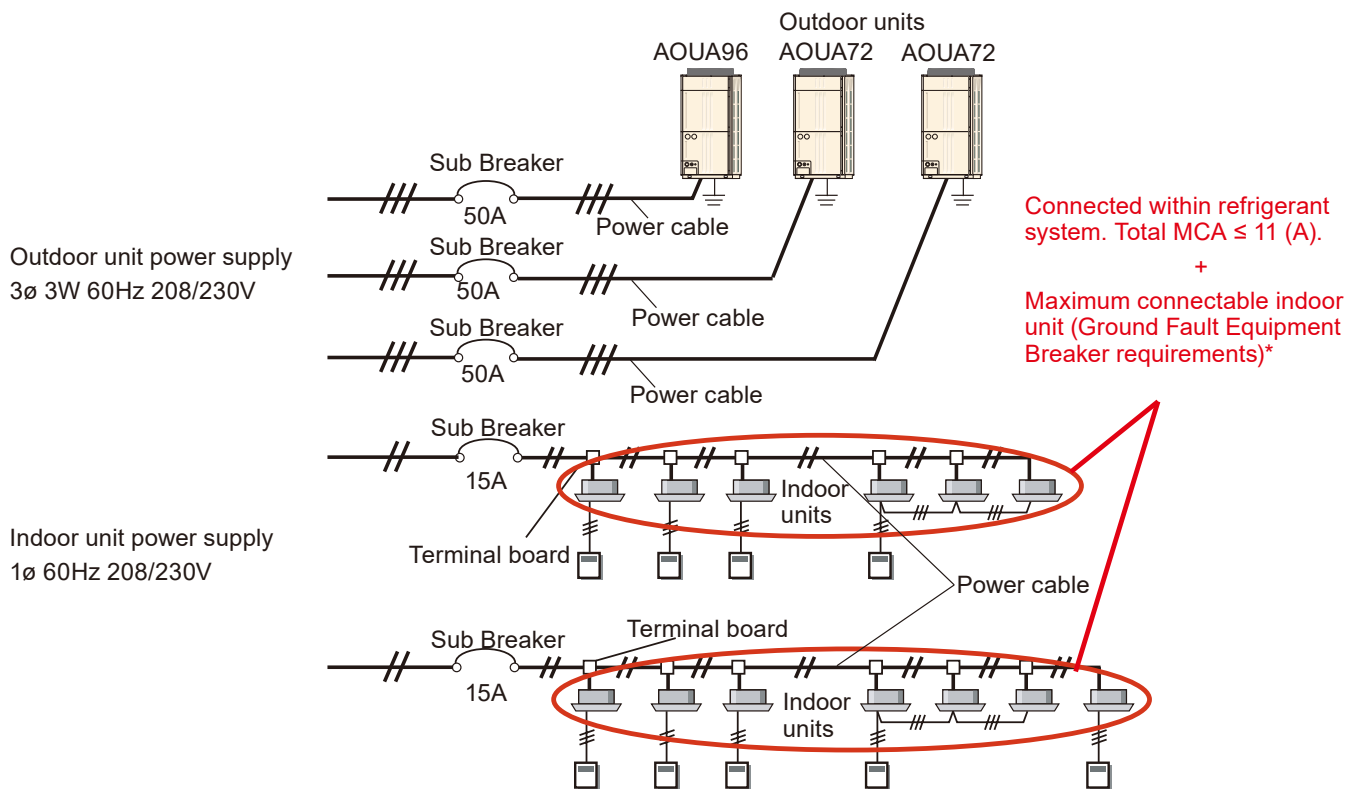 Outdoor units
AOUA96 AOUA72 AOUA72
Sub Breaker
50A
Power cable
Outdoor unit power supply
3ø 3W 60Hz 208/230V
Sub Breaker
50A
Power cable
Sub Breaker
50A
Power cable
Connected within refrigerant
system. Total MCA ≤ 11 (A).
+
Maximum connectable indoor
unit (Ground Fault Equipment
Breaker requirements)*
Sub Breaker
15A
Indoor
units
Terminal board
Indoor unit power supply
1ø 60Hz 208/230V
Power cable
Sub Breaker
15A
Terminal board
Indoor
units